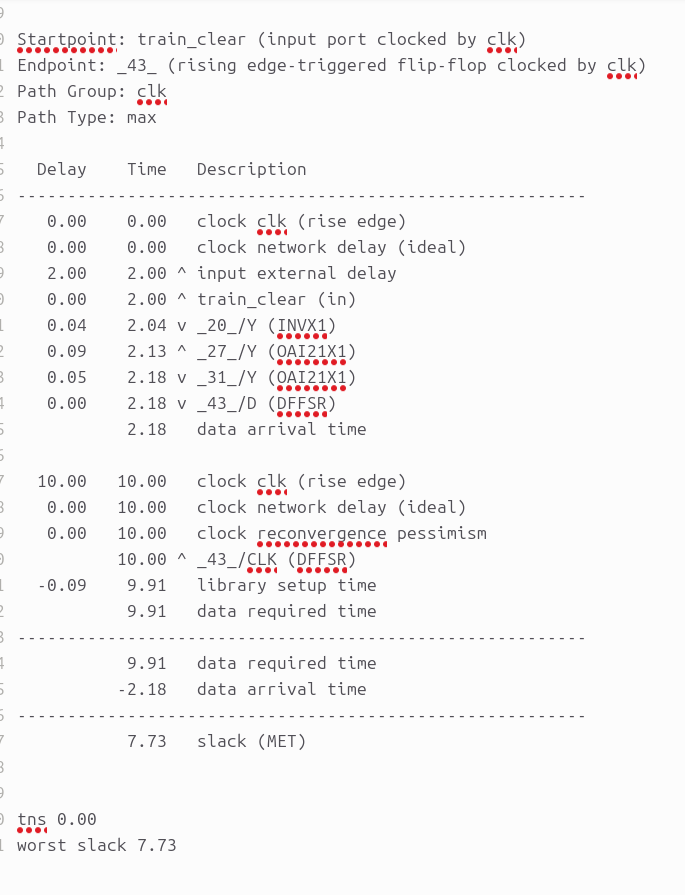 Startpoint: train_clear (input port clocked by clk)
Endpoint: _43_ (rising edge-triggered flip-flop clocked by clk)
Path Group: clk
Path Type: max
  Delay    Time   Description
---------------------------------------------------------
   0.00    0.00   clock clk (rise edge)
   0.00    0.00   clock network delay (ideal)
   2.00    2.00 ^ input external delay
   0.00    2.00 ^ train_clear (in)
   0.04    2.04 v _20_/Y (INVX1)
   0.09    2.13 ^ _27_/Y (OAI21X1)
   0.05    2.18 v _31_/Y (OAI21X1)
   0.00    2.18 v _43_/D (DFFSR)
           2.18   data arrival time
  10.00   10.00   clock clk (rise edge)
   0.00   10.00   clock network delay (ideal)
   0.00   10.00   clock reconvergence pessimism
          10.00 ^ _43_/CLK (DFFSR)
  -0.09    9.91   library setup time
           9.91   data required time
---------------------------------------------------------
           9.91   data required time
          -2.18   data arrival time
---------------------------------------------------------
           7.73   slack (MET)
tns 0.00
worst slack 7.73